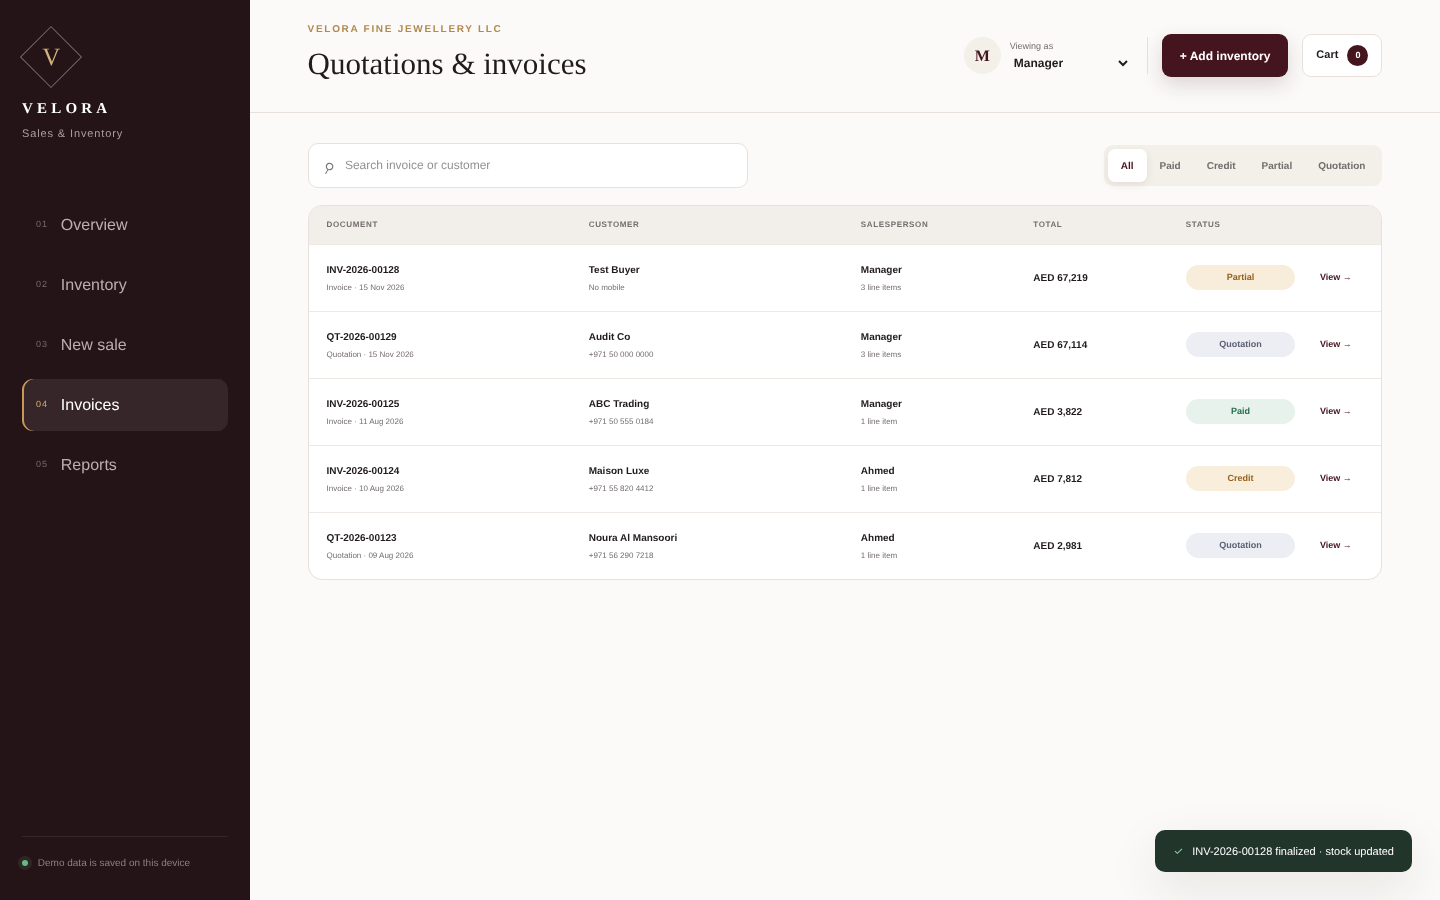 V
VELORA
Sales & Inventory
01 Overview
02 Inventory
03 New sale
04 Invoices
05 Reports
Demo data is saved on this device
VELORA FINE JEWELLERY LLC
Quotations & invoices
M
Viewing as
Manager
+ Add inventory
Cart 0
Search invoice or customer
All Paid Credit Partial Quotation
DOCUMENT CUSTOMER SALESPERSON TOTAL STATUS
INV-2026-00128 Test Buyer Manager AED 67,219 Partial View →
Invoice · 15 Nov 2026 No mobile 3 line items
QT-2026-00129 Audit Co Manager AED 67,114 Quotation View →
Quotation · 15 Nov 2026 +971 50 000 0000 3 line items
INV-2026-00125 ABC Trading Manager AED 3,822 Paid View →
Invoice · 11 Aug 2026 +971 50 555 0184 1 line item
INV-2026-00124 Maison Luxe Ahmed AED 7,812 Credit View →
Invoice · 10 Aug 2026 +971 55 820 4412 1 line item
QT-2026-00123 Noura Al Mansoori Ahmed AED 2,981 Quotation View →
Quotation · 09 Aug 2026 +971 56 290 7218 1 line item
✓ INV-2026-00128 finalized · stock updated